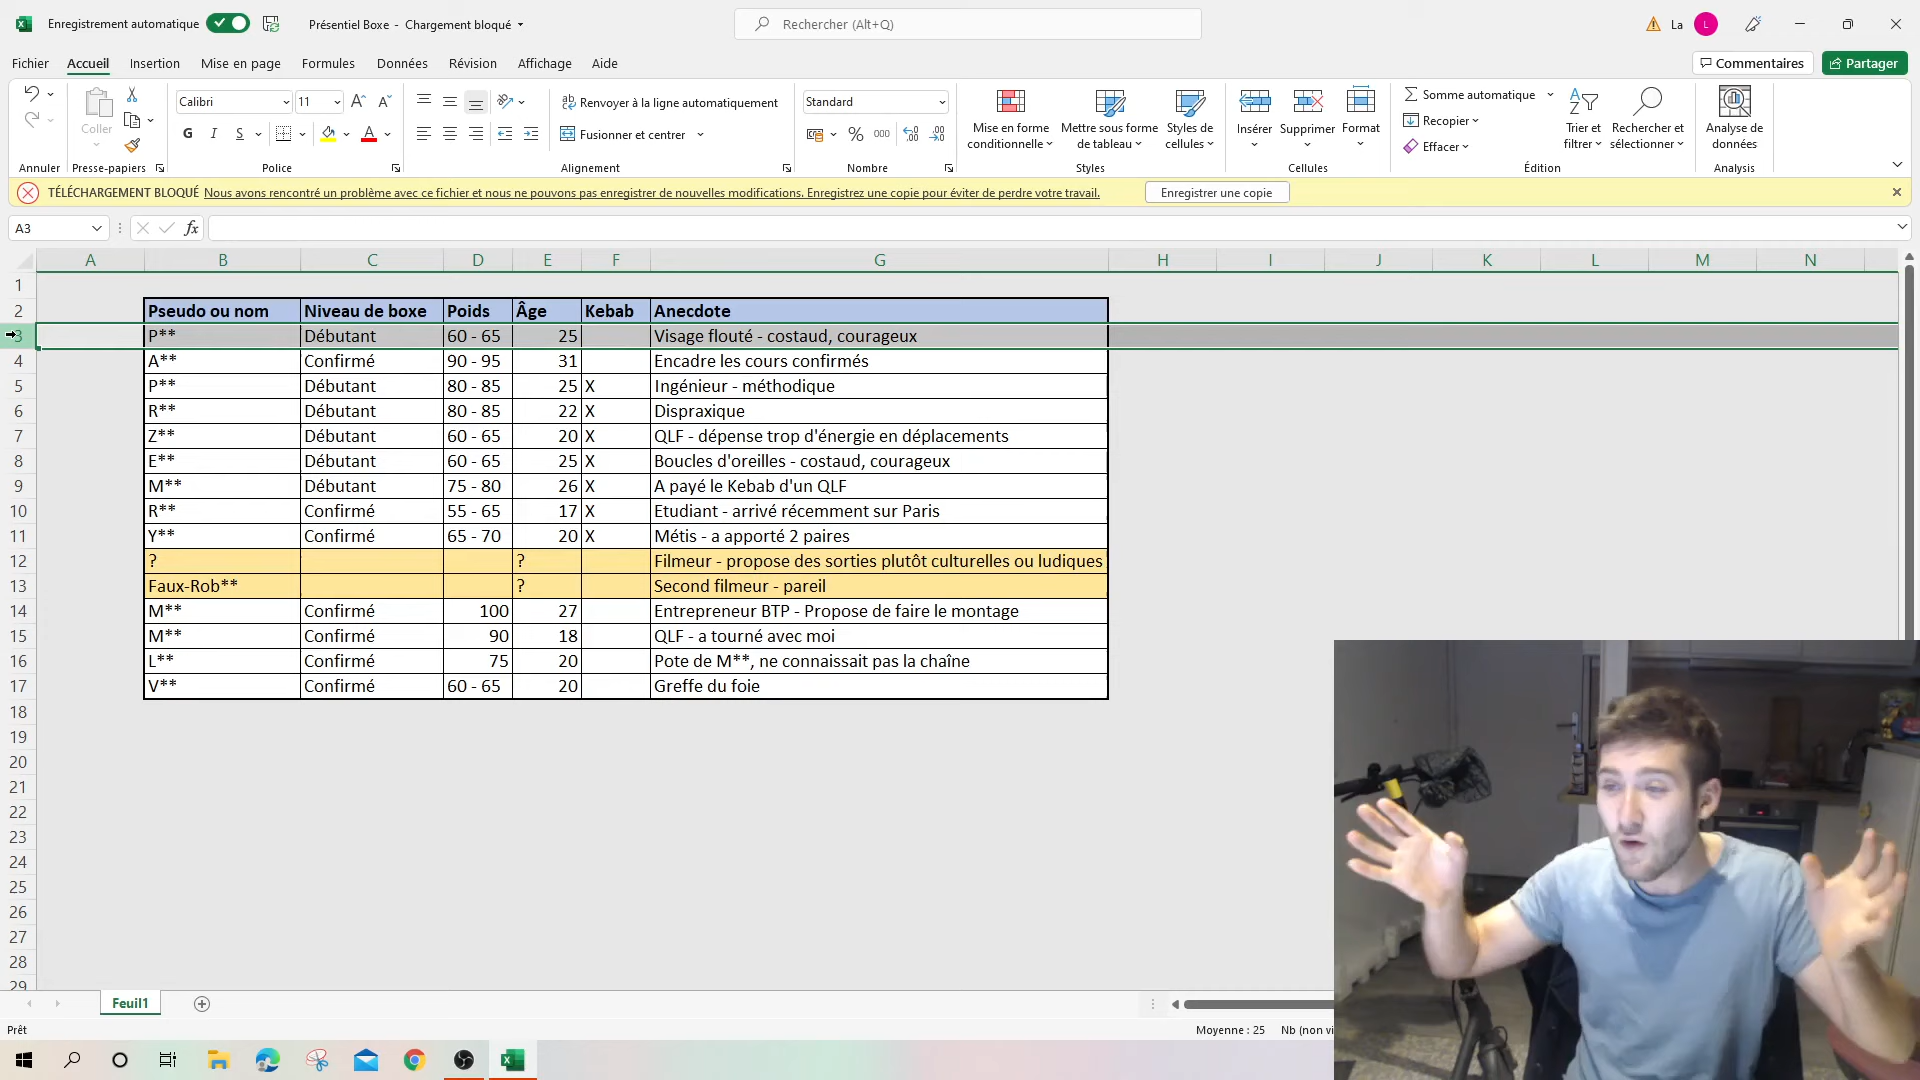 Enregistrement automatique
Présentiel Boxe - Chargement bloqué
Rechercher (Alt+Q)
La
L
Fichier
Accueil
Insertion
Mise en page
Formules
Données
Révision
Affichage
Aide
Commentaires
Partager
Annuler
Coller
Presse-papiers
Calibri
11
G I S
Police
Renvoyer à la ligne automatiquement
Fusionner et centrer
Alignement
Standard
% 000
Nombre
Mise en forme conditionnelle
Mettre sous forme de tableau
Styles de cellules
Styles
Insérer
Supprimer
Format
Cellules
Somme automatique
Recopier
Effacer
Trier et filtrer
Rechercher et sélectionner
Édition
Analyse de données
Analysis
TÉLÉCHARGEMENT BLOQUÉ Nous avons rencontré un problème avec ce fichier et nous ne pouvons pas enregistrer de nouvelles modifications. Enregistrez une copie pour éviter de perdre votre travail.
Enregistrer une copie
A3
fx
A B C D E F G H I J K L M N
1
2 Pseudo ou nom Niveau de boxe Poids Âge Kebab Anecdote
3 P** Débutant 60 - 65 25 Visage flouté - costaud, courageux
4 A** Confirmé 90 - 95 31 Encadre les cours confirmés
5 P** Débutant 80 - 85 25 X Ingénieur - méthodique
6 R** Débutant 80 - 85 22 X Dispraxique
7 Z** Débutant 60 - 65 20 X QLF - dépense trop d'énergie en déplacements
8 E** Débutant 60 - 65 25 X Boucles d'oreilles - costaud, courageux
9 M** Débutant 75 - 80 26 X A payé le Kebab d'un QLF
10 R** Confirmé 55 - 65 17 X Etudiant - arrivé récemment sur Paris
11 Y** Confirmé 65 - 70 20 X Métis - a apporté 2 paires
12 ? ? Filmeur - propose des sorties plutôt culturelles ou ludiques
13 Faux-Rob** ? Second filmeur - pareil
14 M** Confirmé 100 27 Entrepreneur BTP - Propose de faire le montage
15 M** Confirmé 90 18 QLF - a tourné avec moi
16 L** Confirmé 75 20 Pote de M**, ne connaissait pas la chaîne
17 V** Confirmé 60 - 65 20 Greffe du foie
18
19
20
21
22
23
24
25
26
27
28
29
Feuil1
Prêt
Moyenne : 25 Nb (non vi